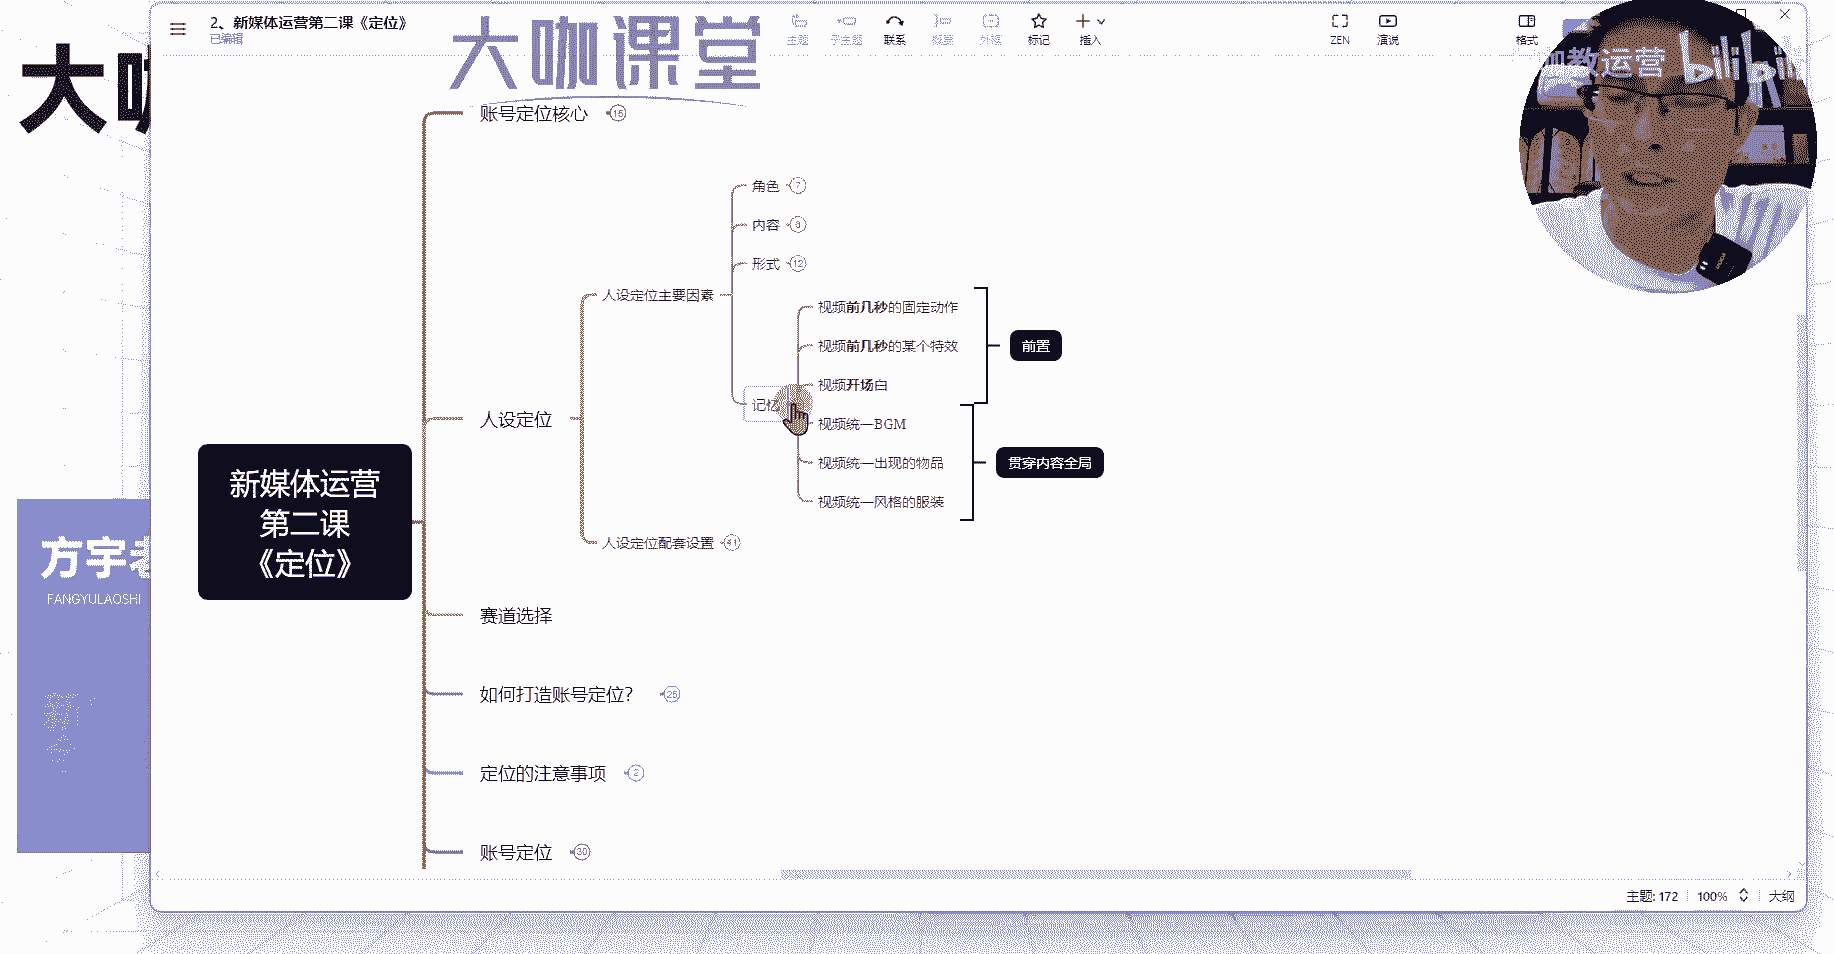 2、新媒体运营第二课《定位》
已编辑
大咖课堂
主题
子主题
联系
概要
外框
标记
插入
ZEN
演说
格式
咖教运营
bilibili
大咖
账号定位核心 15
角色 7
内容
形式 12
人设定位主要因素
视频前几秒的固定动作
视频前几秒的某个特效
前置
视频开场白
记忆
视频统一BGM
人设定位
视频统一出现的物品
贯穿内容全局
视频统一风格的服装
新媒体运营
第二课
《定位》
人设定位配套设置 41
方宇老
FANGYULAOSHI
赛道选择
如何打造账号定位? 25
定位的注意事项 2
账号定位 30
主题: 172
100%
大纲